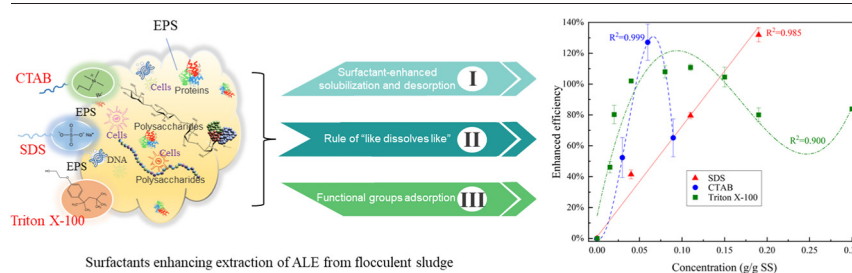 EPS
CTAB
Cells
Proteins
EPS
Polysaccharides
Cells
SDS
EPS
DNA
Cells
Polysaccharides
Triton X-100
Surfactant-enhanced
solubilization and desorption
I
Rule of “like dissolves like”
II
Functional groups adsorption
III
Surfactants enhancing extraction of ALE from flocculent sludge
140%
120%
100%
80%
60%
40%
20%
0%
Enhanced efficiency
R²=0.999
R²=0.985
R²=0.900
SDS
CTAB
Triton X-100
0.00
0.05
0.10
0.15
0.20
0.25
Concentration (g/g SS)